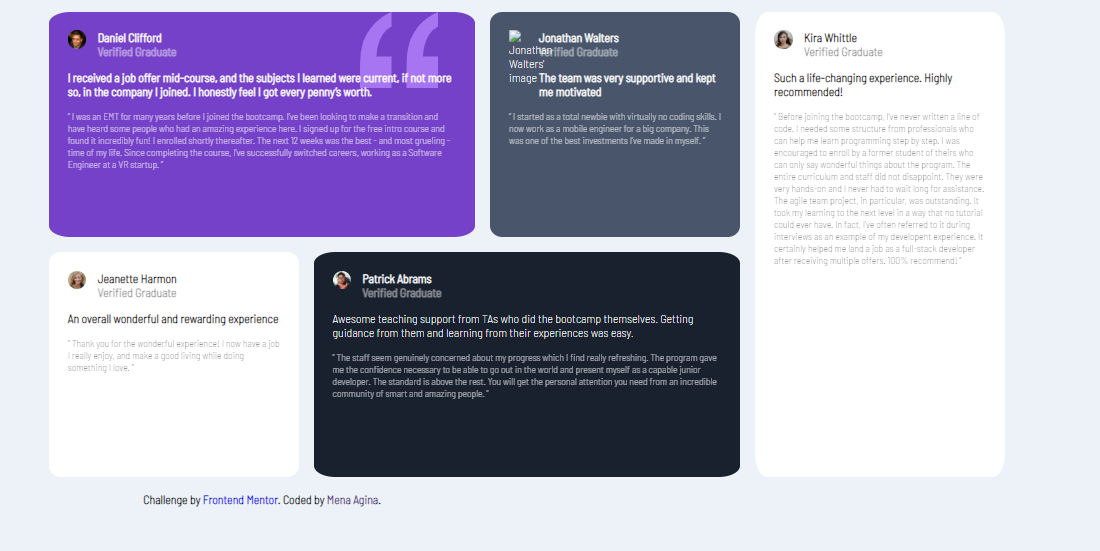 Daniel Clifford
Verified Graduate
I received a job offer mid-course, and the subjects I learned were current, if not more
so, in the company I joined. I honestly feel I got every penny's worth.
" I was an EMT for many years before I joined the bootcamp. I've been looking to make a transition and
have heard some people who had an amazing experience here. I signed up for the free intro course and
found it incredibly fun! I enrolled shortly thereafter. The next 12 weeks was the best - and most grueling -
time of my life. Since completing the course, I've successfully switched careers, working as a Software
Engineer at a VR startup. "
Jonathan
Walters'
image
Jonathan Walters
Verified Graduate
The team was very supportive and kept
me motivated
" I started as a total newbie with virtually no coding skills. I
now work as a mobile engineer for a big company. This
was one of the best investments I've made in myself. "
Kira Whittle
Verified Graduate
Such a life-changing experience. Highly
recommended!
" Before joining the bootcamp, I've never written a line of
code. I needed some structure from professionals who
can help me learn programming step by step. I was
encouraged to enroll by a former student of theirs who
can only say wonderful things about the program. The
entire curriculum and staff did not disappoint. They were
very hands-on and I never had to wait long for assistance.
The agile team project, in particular, was outstanding. It
took my learning to the next level in a way that no tutorial
could ever have. In fact, I've often referred to it during
interviews as an example of my developent experience. It
certainly helped me land a job as a full-stack developer
after receiving multiple offers. 100% recommend! "
Jeanette Harmon
Verified Graduate
An overall wonderful and rewarding experience
" Thank you for the wonderful experience! I now have a job
I really enjoy, and make a good living while doing
something I love. "
Patrick Abrams
Verified Graduate
Awesome teaching support from TAs who did the bootcamp themselves. Getting
guidance from them and learning from their experiences was easy.
" The staff seem genuinely concerned about my progress which I find really refreshing. The program gave
me the confidence necessary to be able to go out in the world and present myself as a capable junior
developer. The standard is above the rest. You will get the personal attention you need from an incredible
community of smart and amazing people. "
Challenge by Frontend Mentor. Coded by Mena Agina.